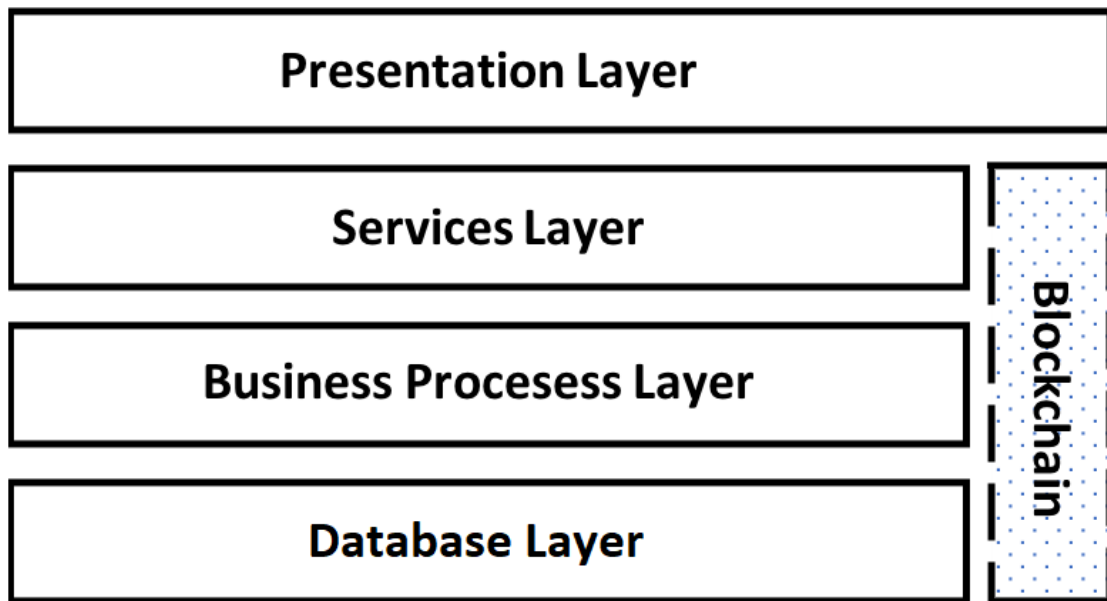 Presentation Layer
Services Layer
Business Procesess Layer
Database Layer
Blockchain